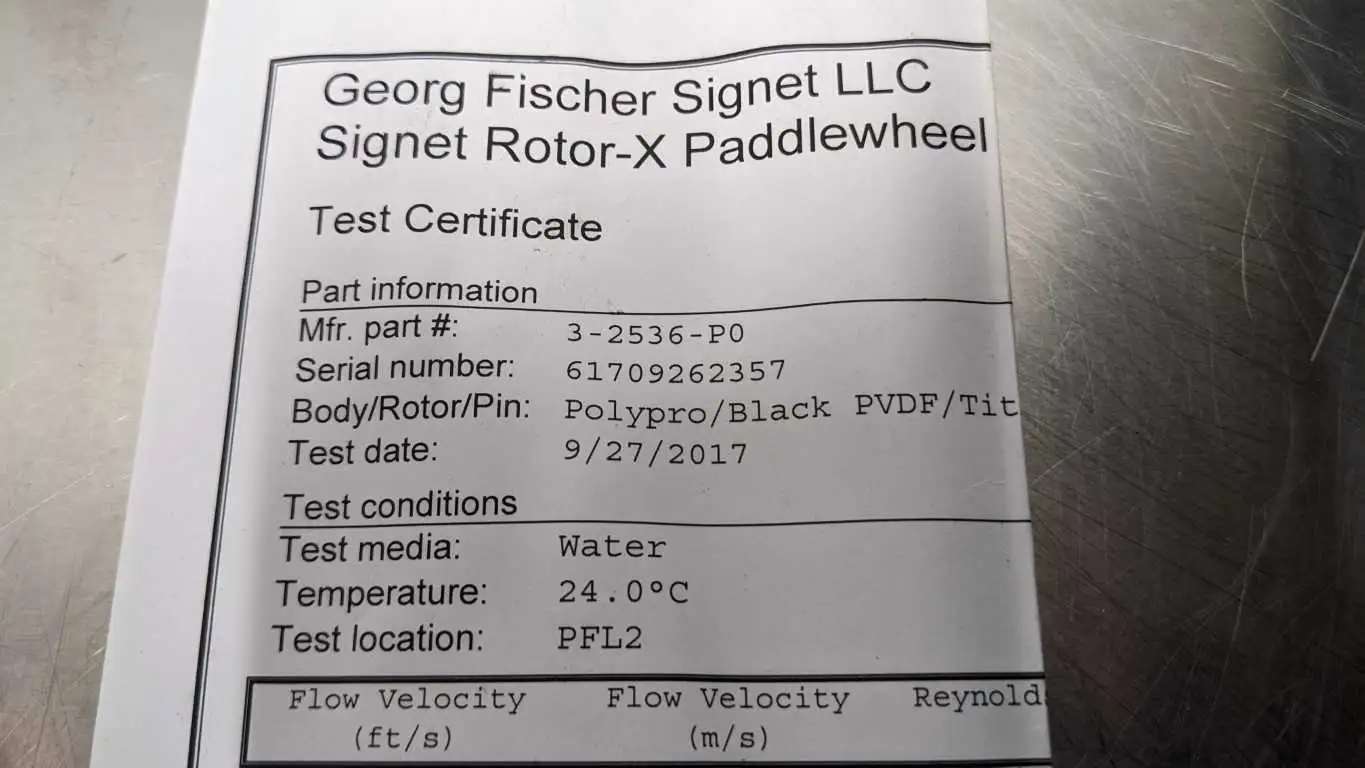 Georg Fischer Signet LLC
Signet Rotor-X Paddlewheel
Test Certificate
Part information
Mfr. part #: 3-2536-P0
Serial number: 61709262357
Body/Rotor/Pin: Polypro/Black PVDF/Tit
Test date: 9/27/2017
Test conditions
Test media: Water
Temperature: 24.0°C
Test location: PFL2
Flow Velocity Flow Velocity Reynold
(ft/s) (m/s)